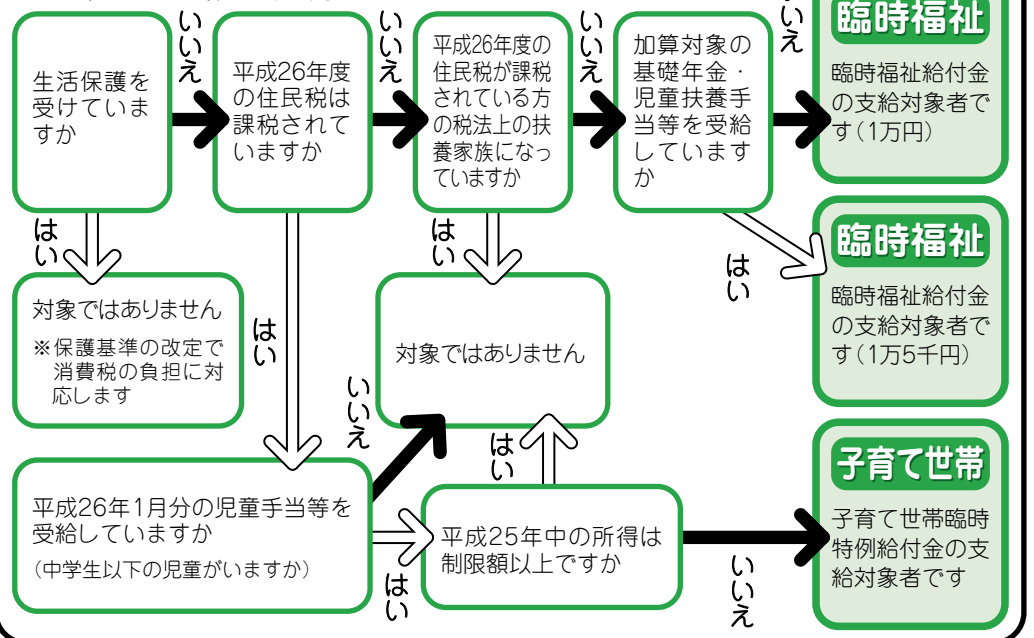 生活保護を
受けていま
すか
いいえ
平成26年度
の住民税は
課税されて
いますか
いいえ
平成26年度の
住民税が課税
されている方
の税法上の扶
養家族になっ
ていますか
いいえ
加算対象の
基礎年金・
児童扶養手
当等を受給
しています
か
いいえ
臨時福祉
臨時福祉給付金
の支給対象者で
す(1万円)
はい
はい
はい
はい
臨時福祉
臨時福祉給付金
の支給対象者で
す(1万5千円)
対象ではありません
※保護基準の改定で
消費税の負担に対
応します
対象ではありません
いいえ
はい
平成26年1月分の児童手当等を
受給していますか
(中学生以下の児童がいますか)
はい
平成25年中の所得は
制限額以上ですか
いいえ
子育て世帯
子育て世帯臨時
特例給付金の支
給対象者です